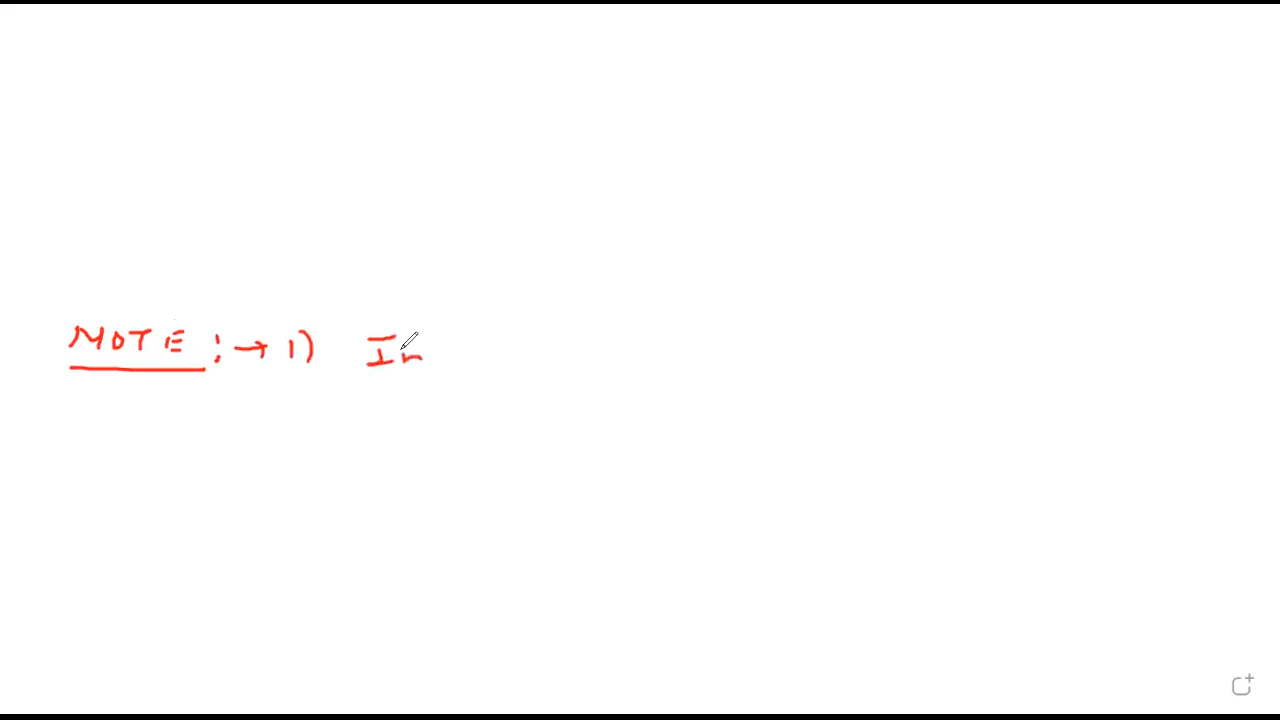 NOTE :→ 1) In